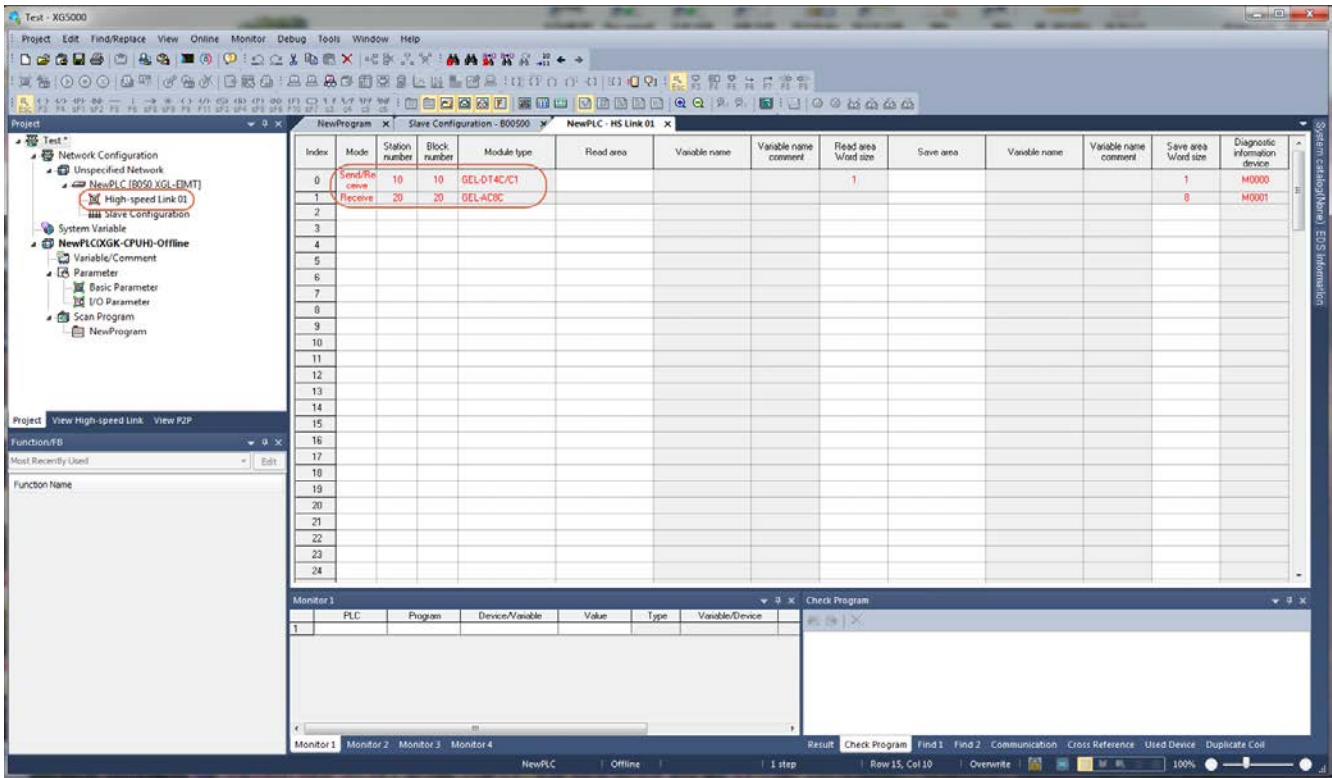 Test - XG5000
Project Edit Find/Replace View Online Monitor Debug Tools Window Help
Project
Test *
Network Configuration
Unspecified Network
NewPLC [B0S0 XGL-EIMT]
High-speed Link 01
Slave Configuration
System Variable
NewPLC(XGK-CPUH)-Offline
Variable/Comment
Parameter
Basic Parameter
I/O Parameter
Scan Program
NewProgram
Project View High-speed Link View P2P
Function/FB
Most Recently Used Edit
Function Name
NewProgram Slave Configuration - B00S00 NewPLC - HS Link 01
Index Mode Station number Block number Module type Read area Variable name Variable name comment Read area Word size Save area Variable name Variable name comment Save area Word size Diagnostic information device
0 Send/Receive 10 10 GEL-DT4C/C1 1 1 M0000
1 Receive 20 20 GEL-AC8C 8 M0001
2
3
4
5
6
7
8
9
10
11
12
13
14
15
16
17
18
19
20
21
22
23
24
System catalog(None) EDS information
Monitor 1
PLC Program Device/Variable Value Type Variable/Device
1
Monitor 1 Monitor 2 Monitor 3 Monitor 4
Check Program
Result Check Program Find 1 Find 2 Communication Cross Reference Used Device Duplicate Coil
NewPLC Offline 1 step Row 15, Col 10 Overwrite 100%